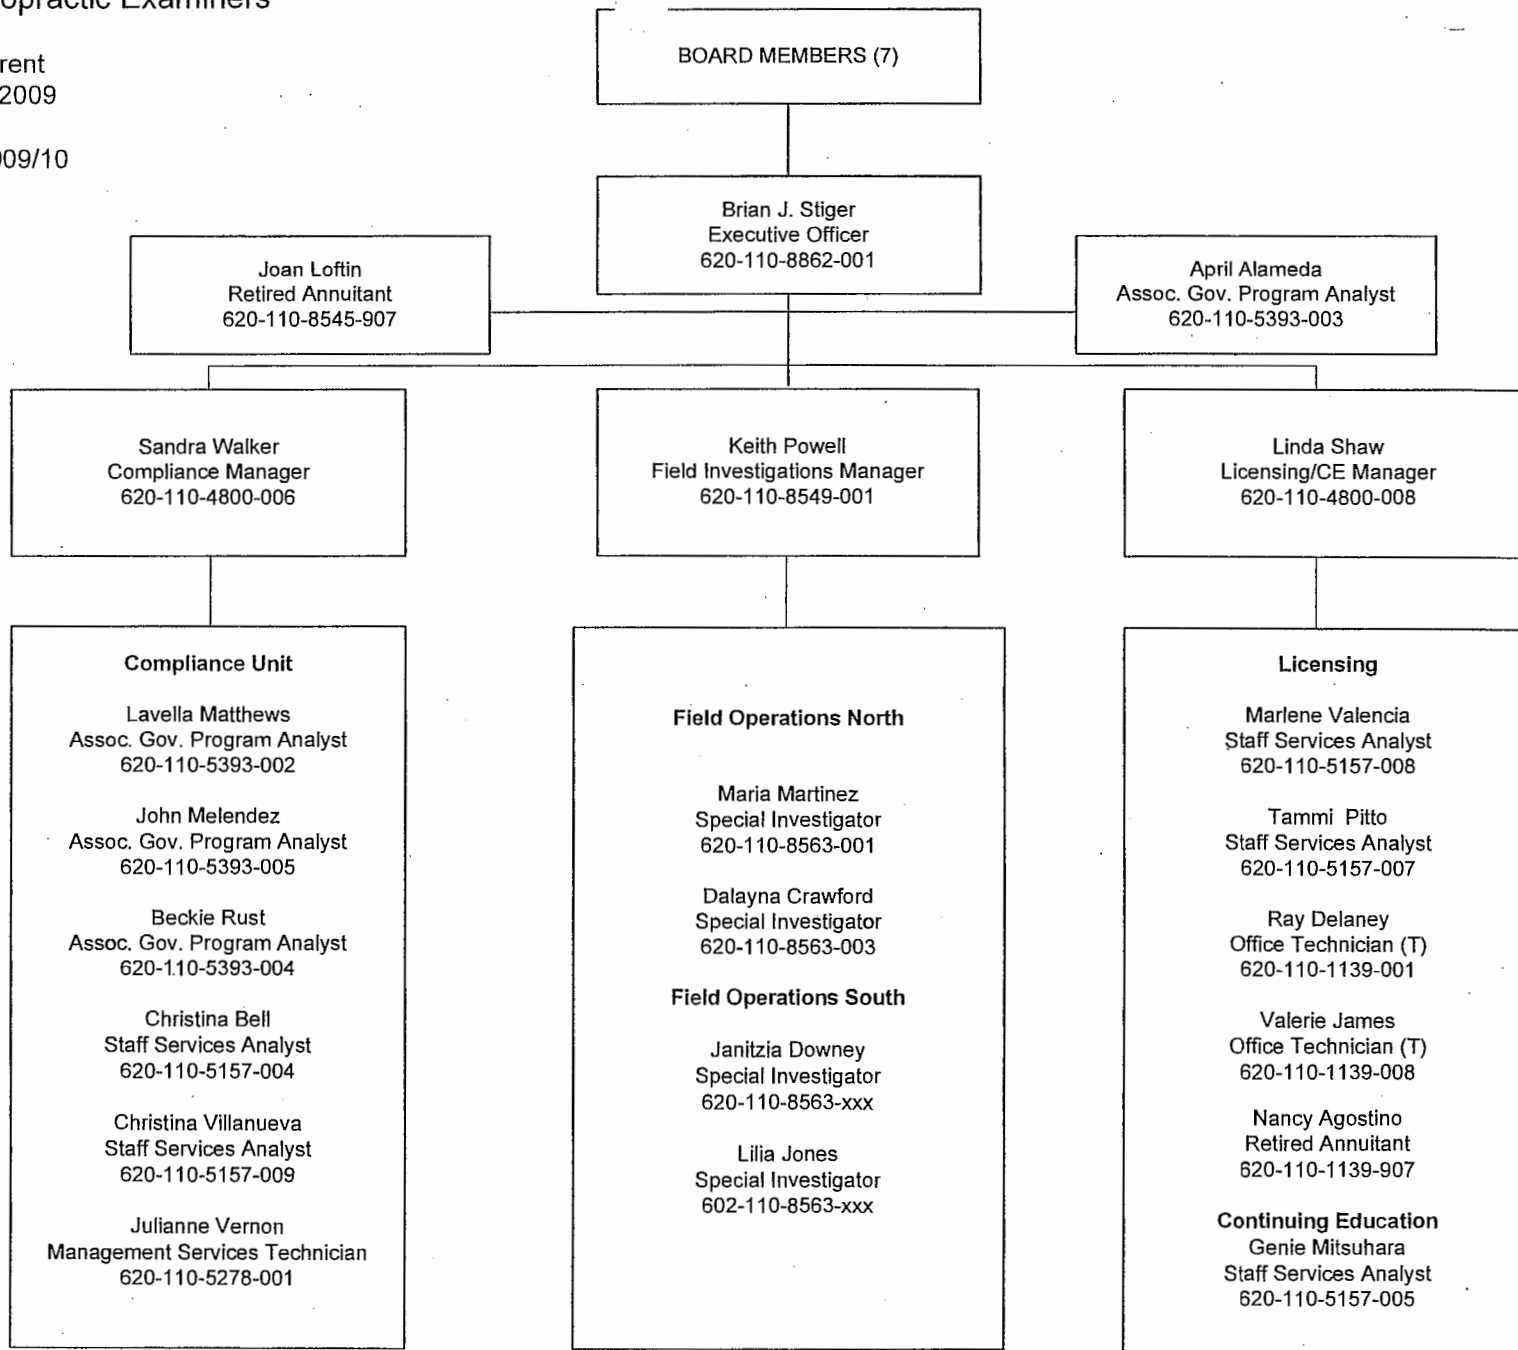 opractic Examiners
rent
2009
09/10
BOARD MEMBERS (7)
Brian J. Stiger
Executive Officer
620-110-8862-001
Joan Loftin
Retired Annuitant
620-110-8545-907
April Alameda
Assoc. Gov. Program Analyst
620-110-5393-003
Sandra Walker
Compliance Manager
620-110-4800-006
Keith Powell
Field Investigations Manager
620-110-8549-001
Linda Shaw
Licensing/CE Manager
620-110-4800-008
Compliance Unit
Lavella Matthews
Assoc. Gov. Program Analyst
620-110-5393-002
John Melendez
Assoc. Gov. Program Analyst
620-110-5393-005
Beckie Rust
Assoc. Gov. Program Analyst
620-110-5393-004
Christina Bell
Staff Services Analyst
620-110-5157-004
Christina Villanueva
Staff Services Analyst
620-110-5157-009
Julianne Vernon
Management Services Technician
620-110-5278-001
Field Operations North
Maria Martinez
Special Investigator
620-110-8563-001
Dalayna Crawford
Special Investigator
620-110-8563-003
Field Operations South
Janitzia Downey
Special Investigator
620-110-8563-xxx
Lilia Jones
Special Investigator
602-110-8563-xxx
Licensing
Marlene Valencia
Staff Services Analyst
620-110-5157-008
Tammi Pitto
Staff Services Analyst
620-110-5157-007
Ray Delaney
Office Technician (T)
620-110-1139-001
Valerie James
Office Technician (T)
620-110-1139-008
Nancy Agostino
Retired Annuitant
620-110-1139-907
Continuing Education
Genie Mitsuhara
Staff Services Analyst
620-110-5157-005